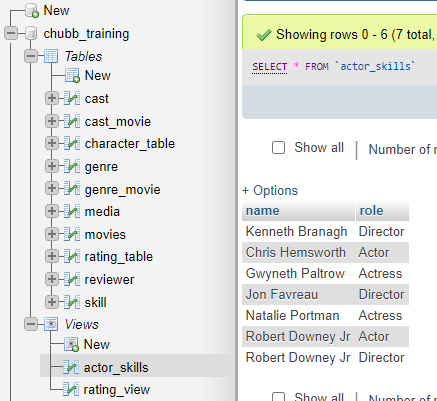 New
chubb_training
Tables
New
cast
cast_movie
character_table
genre
genre_movie
media
movies
rating_table
reviewer
skill
Views
New
actor_skills
rating_view
Showing rows 0 - 6 (7 total,
SELECT * FROM `actor_skills`
Show all Number of
+ Options
name role
Kenneth Branagh Director
Chris Hemsworth Actor
Gwyneth Paltrow Actress
Jon Favreau Director
Natalie Portman Actress
Robert Downey Jr Actor
Robert Downey Jr Director
Show all Number of